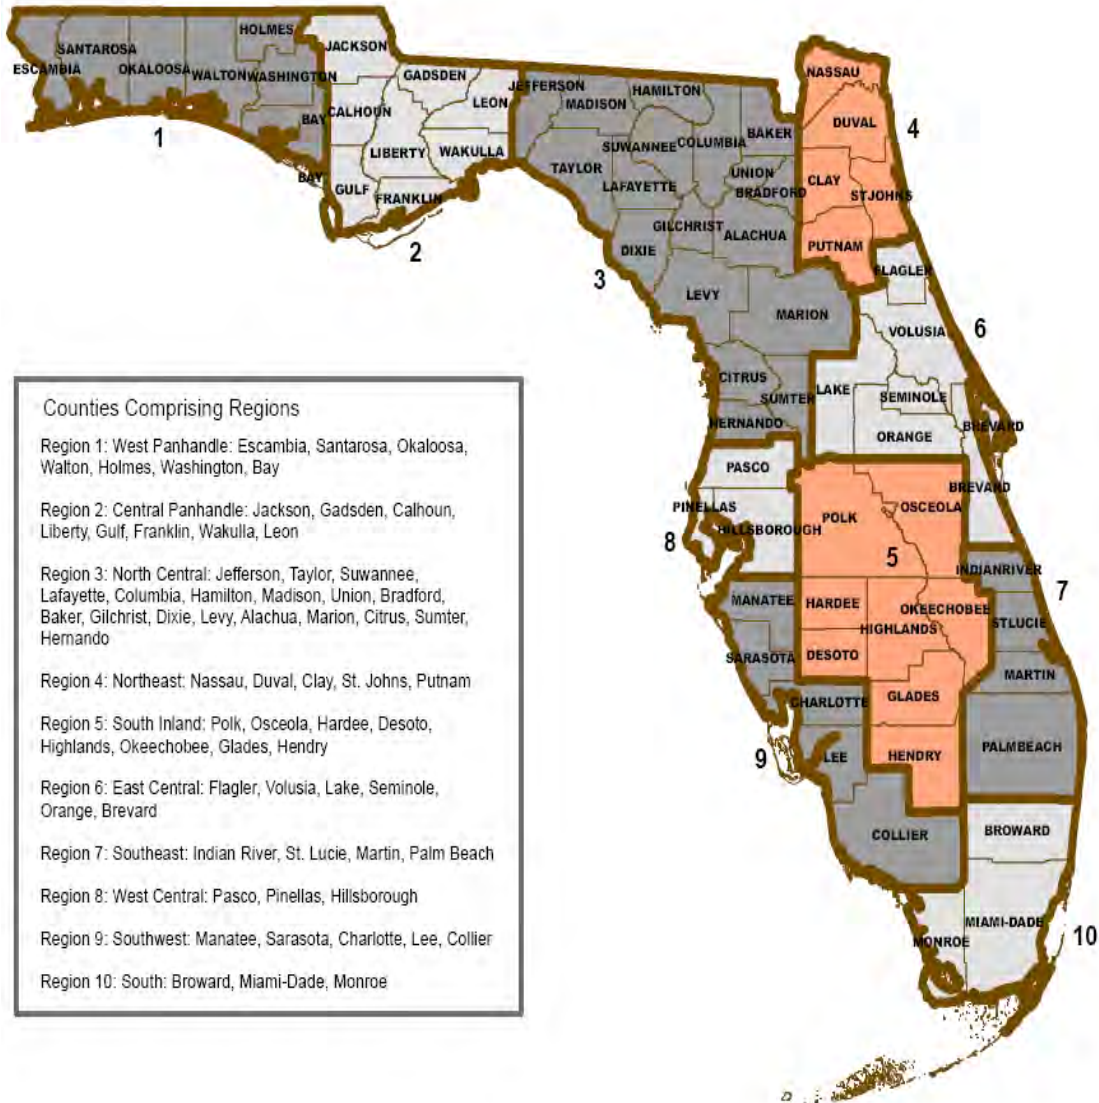 HOLMES
JACKSON
SANTAROSA
ESCAMBIA
OKALOOSA
WALTON
WASHINGTON
GADSDEN
JEFFERSON
HAMILTON
NASSAU
LEON
MADISON
CALHOUN
BAY
DUVAL
4
1
BAKER
SUWANNEE
COLUMBIA
LIBERTY
WAKULLA
TAYLOR
UNION
BAY
GULF
FRANKLIN
LAFAYETTE
BRADFORD
CLAY
STJOHNS
GILCHRIST
ALACHUA
2
DIXIE
PUTNAM
3
FLAGLER
LEVY
MARION
VOLUSIA
6
CITRUS
SUMTER
LAKE
SEMINOLE
HERNANDO
ORANGE
BREVARD
PASCO
BREVARD
PINELLAS
HILLSBOROUGH
POLK
OSCEOLA
8
5
INDIANRIVER
7
MANATEE
HARDEE
OKEECHOBEE
HIGHLANDS
STLUCIE
SARASOTA
DESOTO
MARTIN
CHARLOTTE
GLADES
9
LEE
HENDRY
PALMBEACH
COLLIER
BROWARD
MIAMI-DADE
MONROE
10
Counties Comprising Regions
Region 1: West Panhandle: Escambia, Santarosa, Okaloosa,
Walton, Holmes, Washington, Bay
Region 2: Central Panhandle: Jackson, Gadsden, Calhoun,
Liberty, Gulf, Franklin, Wakulla, Leon
Region 3: North Central: Jefferson, Taylor, Suwannee,
Lafayette, Columbia, Hamilton, Madison, Union, Bradford,
Baker, Gilchrist, Dixie, Levy, Alachua, Marion, Citrus, Sumter,
Hernando
Region 4: Northeast: Nassau, Duval, Clay, St. Johns, Putnam
Region 5: South Inland: Polk, Osceola, Hardee, Desoto,
Highlands, Okeechobee, Glades, Hendry
Region 6: East Central: Flagler, Volusia, Lake, Seminole,
Orange, Brevard
Region 7: Southeast: Indian River, St. Lucie, Martin, Palm Beach
Region 8: West Central: Pasco, Pinellas, Hillsborough
Region 9: Southwest: Manatee, Sarasota, Charlotte, Lee, Collier
Region 10: South: Broward, Miami-Dade, Monroe